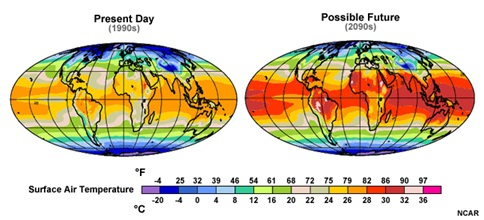 Present Day
(1990s)
Possible Future
(2090s)
°F
-4 25 32 39 46 54 61 68 72 75 78 82 86 90 97
Surface Air Temperature
-20 -4 0 4 8 12 16 20 22 24 26 28 30 32 36
°C
NCAR